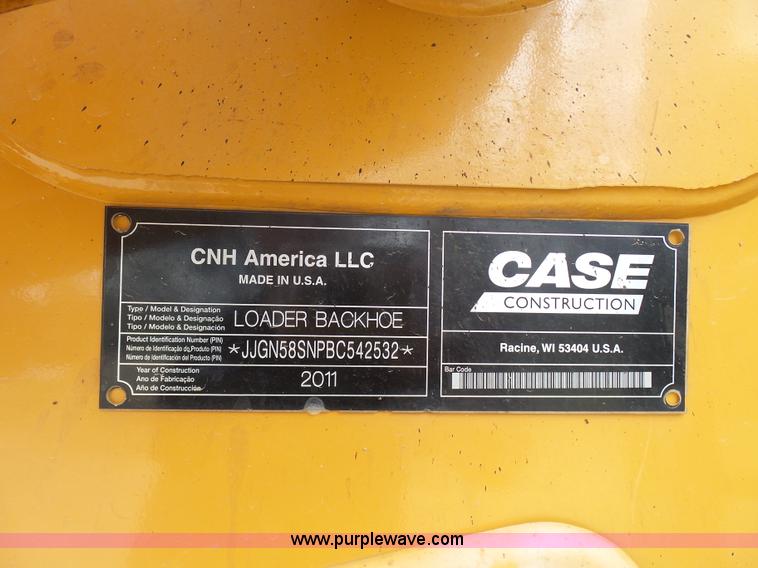 CNH America LLC
MADE IN U.S.A.
Type / Model & Designation
Tipo / Modelo & Designação
Tipo / Modelo & Designación
LOADER BACKHOE
Product Identification Number (PIN)
Número de Identificação do Produto (PIN)
Número de Identificación del Producto (PIN)
*JJGN58SNPBC542532*
Year of Construction
Ano de Fabricação
Año de Construcción
2011
CASE
CONSTRUCTION
Racine, WI 53404 U.S.A.
Bar Code
www.purplewave.com